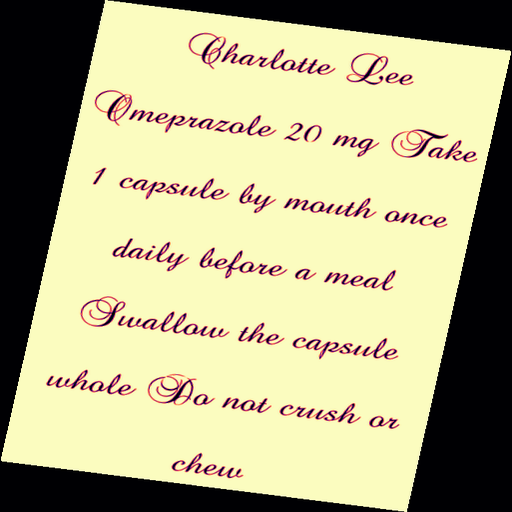 Charlotte Lee
Omeprazole 20 mg Take
1 capsule by mouth once
daily before a meal
Swallow the capsule
whole Do not crush or
chew